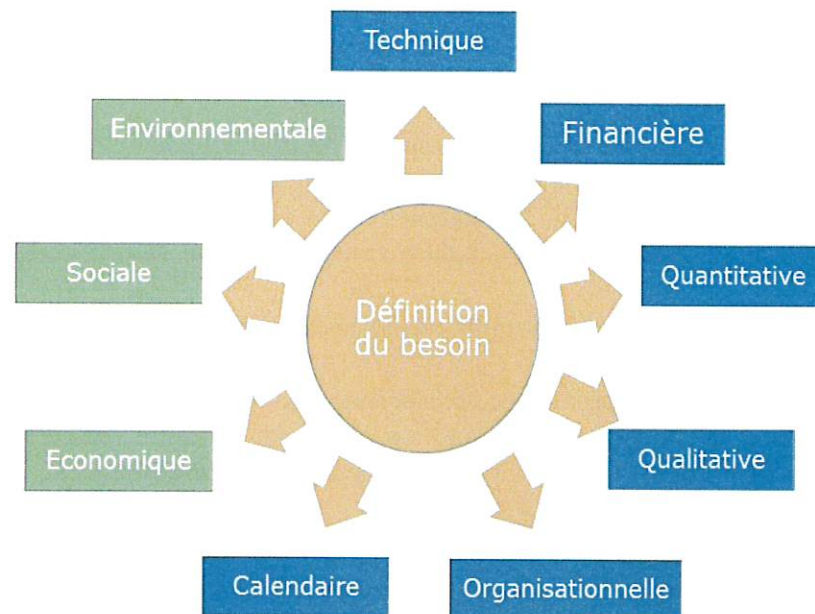 Technique
Environnementale
Financière
Sociale
Quantitative
Définition
du besoin
Economique
Qualitative
Calendaire
Organisationnelle